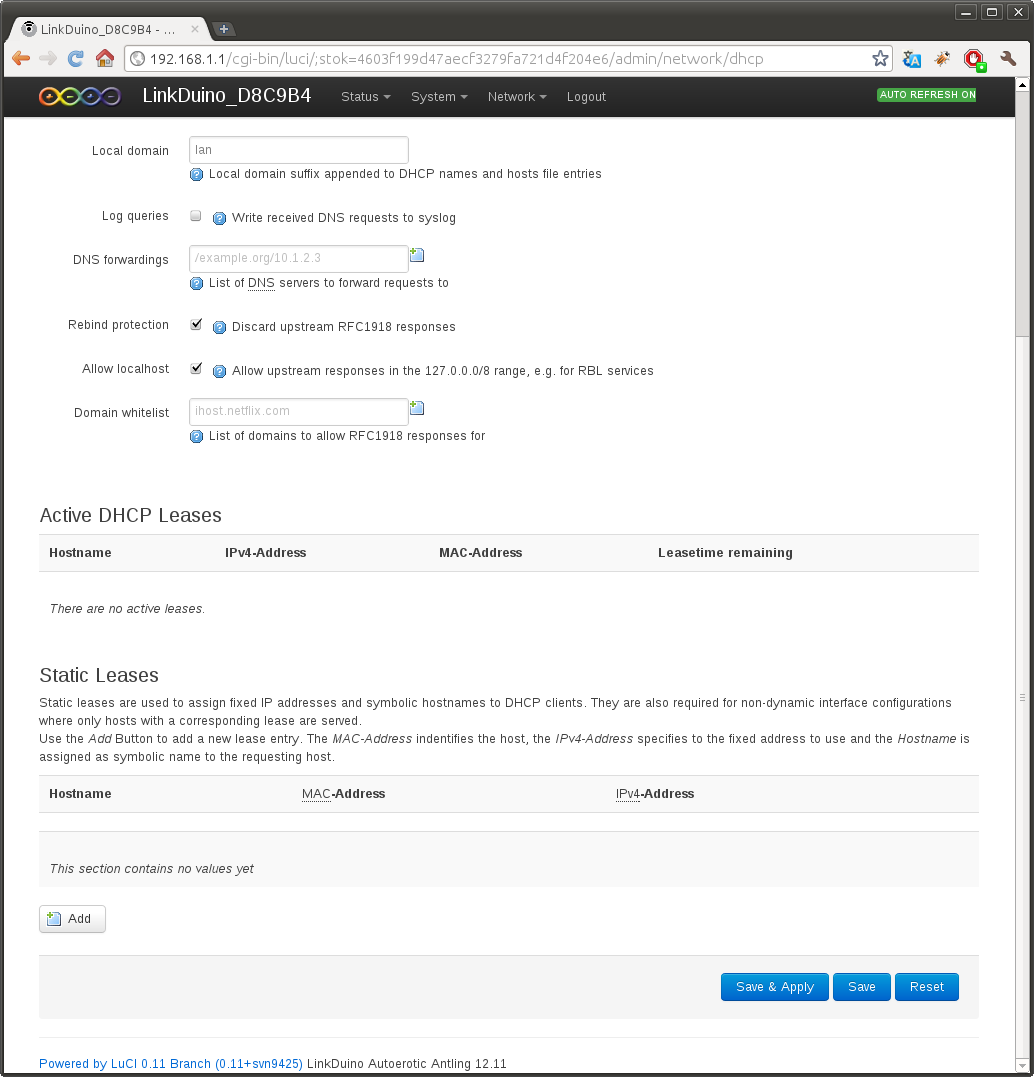 LinkDuino_D8C9B4 - ...
192.168.1.1/cgi-bin/luci/;stok=4603f199d47aecf3279fa721d4f204e6/admin/network/dhcp
LinkDuino_D8C9B4 Status System Network Logout AUTO REFRESH ON
Local domain lan
Local domain suffix appended to DHCP names and hosts file entries
Log queries Write received DNS requests to syslog
DNS forwardings /example.org/10.1.2.3
List of DNS servers to forward requests to
Rebind protection Discard upstream RFC1918 responses
Allow localhost Allow upstream responses in the 127.0.0.0/8 range, e.g. for RBL services
Domain whitelist ihost.netflix.com
List of domains to allow RFC1918 responses for
Active DHCP Leases
Hostname IPv4-Address MAC-Address Leasetime remaining
There are no active leases.
Static Leases
Static leases are used to assign fixed IP addresses and symbolic hostnames to DHCP clients. They are also required for non-dynamic interface configurations
where only hosts with a corresponding lease are served.
Use the Add Button to add a new lease entry. The MAC-Address indentifies the host, the IPv4-Address specifies to the fixed address to use and the Hostname is
assigned as symbolic name to the requesting host.
Hostname MAC-Address IPv4-Address
This section contains no values yet
Add
Save & Apply Save Reset
Powered by LuCI 0.11 Branch (0.11+svn9425) LinkDuino Autoerotic Antling 12.11